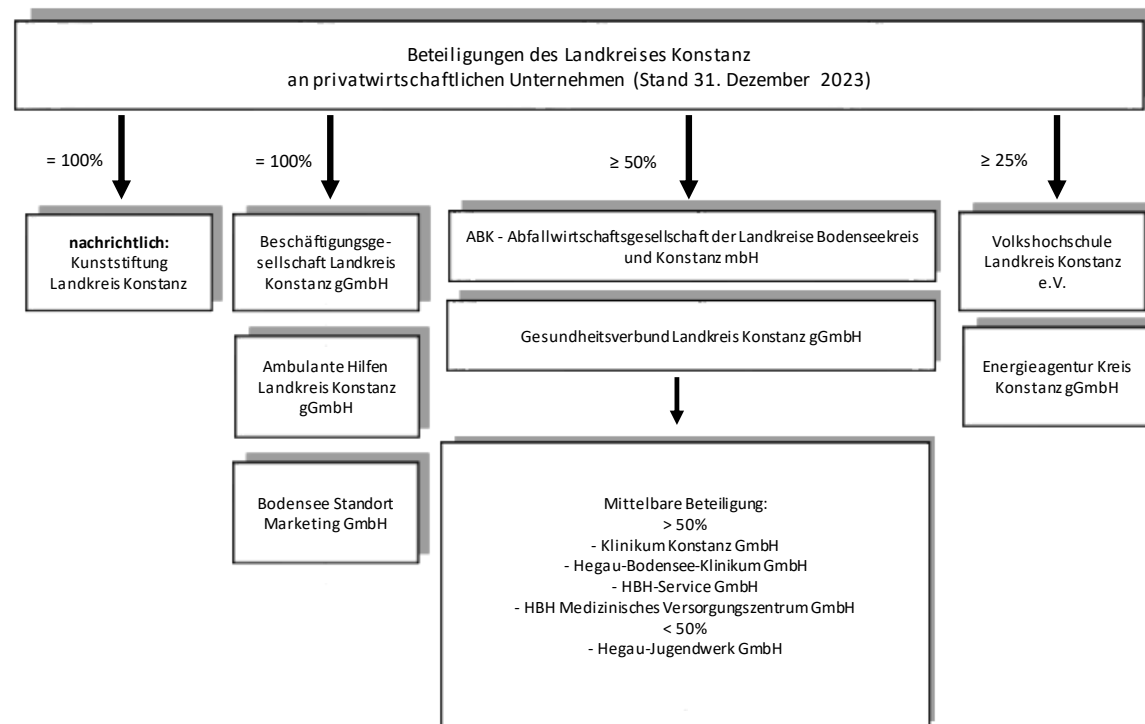 Beteiligungen des Landkreises Konstanz
an privatwirtschaftlichen Unternehmen (Stand 31. Dezember 2023)
= 100%
= 100%
≥ 50%
≥ 25%
nachrichtlich:
Kunststiftung
Landkreis Konstanz
Beschäftigungsge-
sellschaft Landkreis
Konstanz gGmbH
Ambulante Hilfen
Landkreis Konstanz
gGmbH
Bodensee Standort
Marketing GmbH
ABK - Abfallwirtschaftsgesellschaft der Landkreise Bodenseekreis
und Konstanz mbH
Gesundheitsverbund Landkreis Konstanz gGmbH
Mittelbare Beteiligung:
> 50%
- Klinikum Konstanz GmbH
- Hegau-Bodensee-Klinikum GmbH
- HBH-Service GmbH
- HBH Medizinisches Versorgungszentrum GmbH
< 50%
- Hegau-Jugendwerk GmbH
Volkshochschule
Landkreis Konstanz
e.V.
Energieagentur Kreis
Konstanz gGmbH